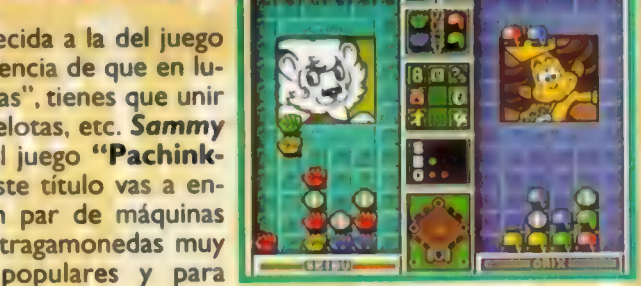 ecida a la del juego
encia de que en lu-
as", tienes que unir
elotas, etc. Sammy
l juego "Pachink-
ste título vas a en-
par de máquinas
tragamonedas muy
populares y para